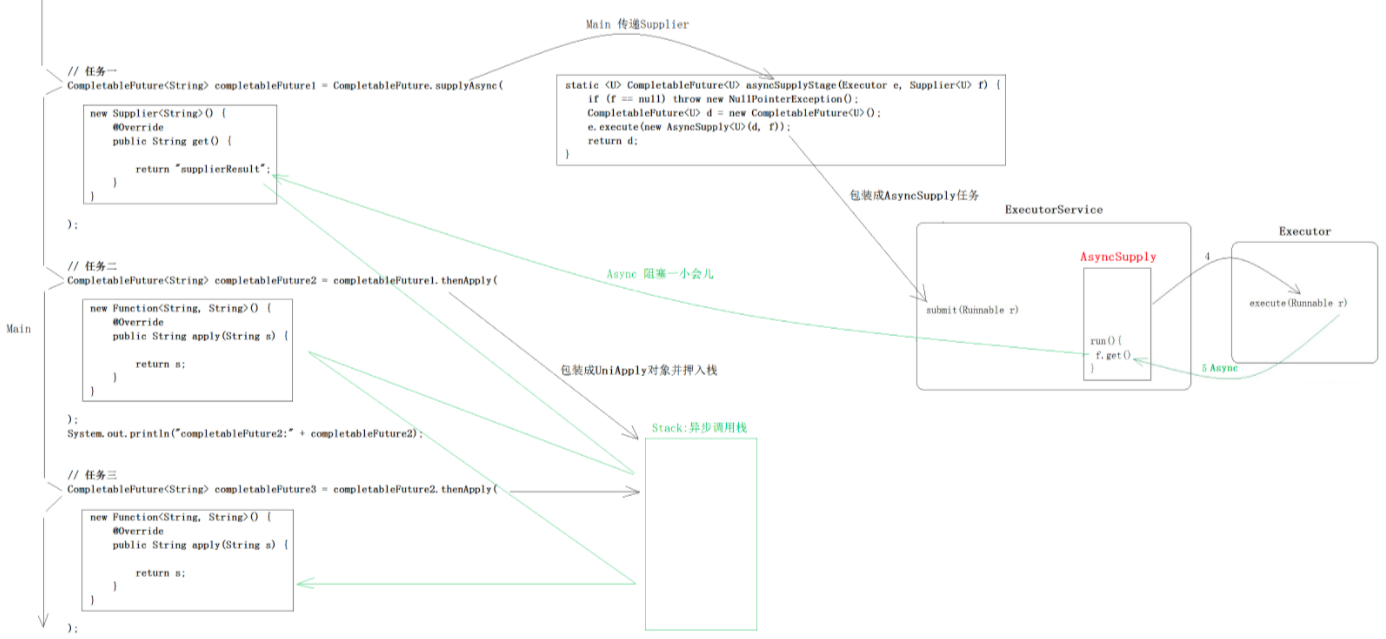 Main 传递Supplier
// 任务一
CompletableFuture<String> completableFuture1 = CompletableFuture.supplyAsync(
new Supplier<String>() {
@Override
public String get() {
return "supplierResult";
}
}
);
static <U> CompletableFuture<U> asyncSupplyStage(Executor e, Supplier<U> f) {
if (f == null) throw new NullPointerException();
CompletableFuture<U> d = new CompletableFuture<U>();
e.execute(new AsyncSupply<U>(d, f));
return d;
}
包装成AsyncSupply任务
ExecutorService
Executor
AsyncSupply
4
submit(Runnable r)
execute(Runnable r)
run(){
f.get()
}
5 Async
Async 阻塞一小会儿
// 任务二
CompletableFuture<String> completableFuture2 = completableFuture1.thenApply(
new Function<String, String>() {
@Override
public String apply(String s) {
return s;
}
}
);
System.out.println("completableFuture2:" + completableFuture2);
Main
包装成UniApply对象并押入栈
Stack:异步调用栈
// 任务三
CompletableFuture<String> completableFuture3 = completableFuture2.thenApply(
new Function<String, String>() {
@Override
public String apply(String s) {
return s;
}
}
);